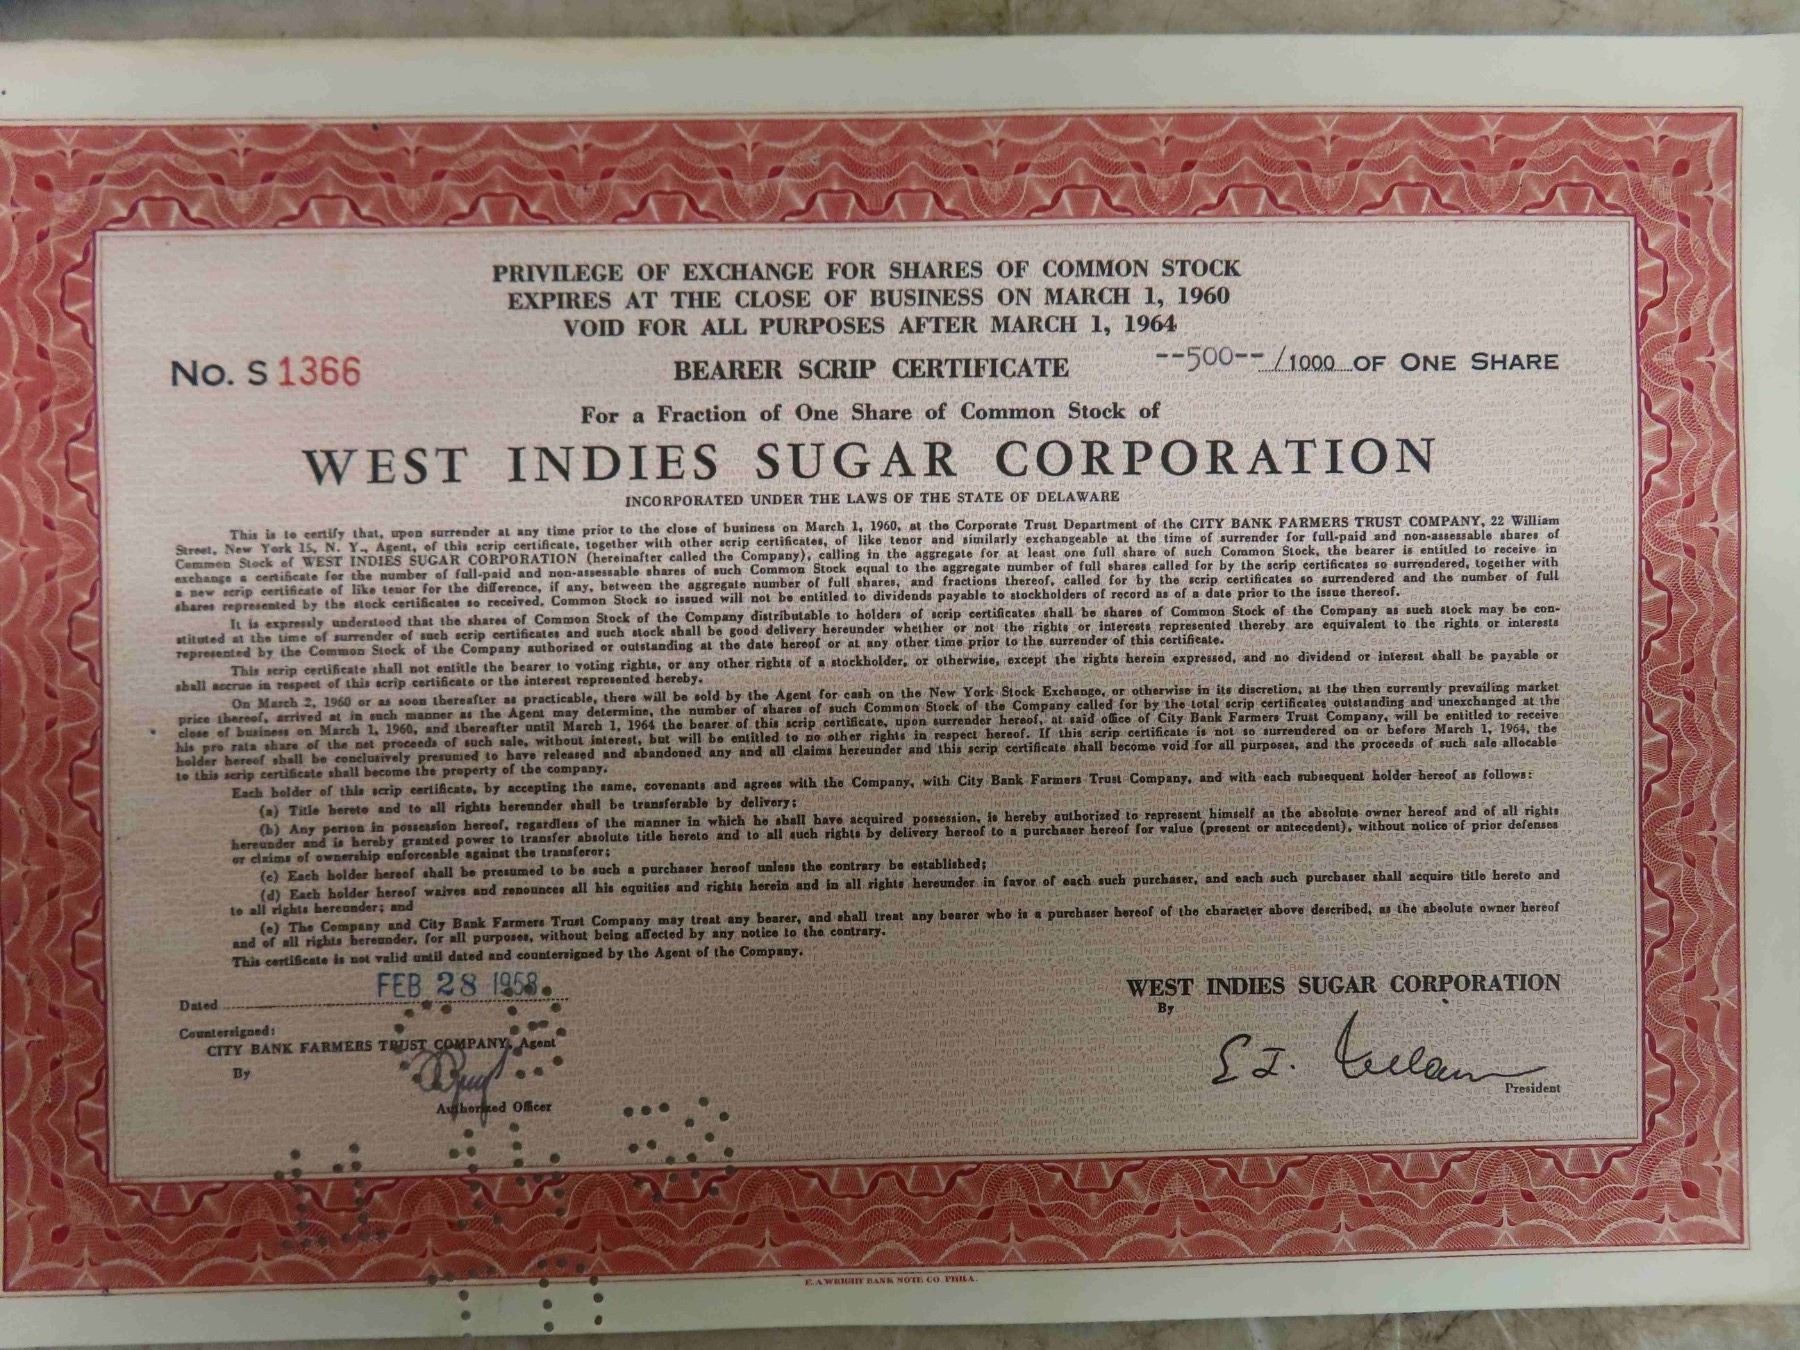 PRIVILEGE OF EXCHANGE FOR SHARES OF COMMON STOCK
EXPIRES AT THE CLOSE OF BUSINESS ON MARCH 1, 1960
VOID FOR ALL PURPOSES AFTER MARCH 1, 1964
No. S 1366
BEARER SCRIP CERTIFICATE
--500-- /1000 OF ONE SHARE
For a Fraction of One Share of Common Stock of
WEST INDIES SUGAR CORPORATION
INCORPORATED UNDER THE LAWS OF THE STATE OF DELAWARE
This is to certify that, upon surrender at any time prior to the close of business on March 1, 1960, at the Corporate Trust Department of the CITY BANK FARMERS TRUST COMPANY, 22 William
Street, New York 15, N. Y., Agent, of this scrip certificate, together with other scrip certificates, of like tenor and similarly exchangeable at the time of surrender for full-paid and non-assessable shares of
Common Stock of WEST INDIES SUGAR CORPORATION (hereinafter called the Company), calling in the aggregate for at least one full share of such Common Stock, the bearer is entitled to receive in
exchange a certificate for the number of full-paid and non-assessable shares of such Common Stock equal to the aggregate number of full shares called for by the scrip certificates so surrendered, together with
a new scrip certificate of like tenor for the difference, if any, between the aggregate number of full shares, and fractions thereof, called for by the scrip certificates so surrendered and the number of full
shares represented by the stock certificates so received. Common Stock so issued will not be entitled to dividends payable to stockholders of record as of a date prior to the issue thereof.
It is expressly understood that the shares of Common Stock of the Company distributable to holders of scrip certificates shall be shares of Common Stock of the Company as such stock may be con-
stituted at the time of surrender of such scrip certificates and such stock shall be good delivery hereunder whether or not the rights or interests represented thereby are equivalent to the rights or interests
represented by the Common Stock of the Company authorized or outstanding at the date hereof or at any other time prior to the surrender of this certificate.
This scrip certificate shall not entitle the bearer to voting rights, or any other rights of a stockholder, or otherwise, except the rights herein expressed, and no dividend or interest shall be payable or
shall accrue in respect of this scrip certificate or the interest represented hereby.
On March 2, 1960 or as soon thereafter as practicable, there will be sold by the Agent for cash on the New York Stock Exchange, or otherwise in its discretion, at the then currently prevailing market
price thereof, arrived at in such manner as the Agent may determine, the number of shares of such Common Stock of the Company called for by the total scrip certificates outstanding and unexchanged at the
close of business on March 1, 1960, and thereafter until March 1, 1964 the bearer of this scrip certificate, upon surrender hereof, at said office of City Bank Farmers Trust Company, will be entitled to receive
his pro rata share of the net proceeds of such sale, without interest, but will be entitled to no other rights in respect hereof. If this scrip certificate is not so surrendered on or before March 1, 1964, the
holder hereof shall be conclusively presumed to have released and abandoned any and all claims hereunder and this scrip certificate shall become void for all purposes, and the proceeds of such sale allocable
to this scrip certificate shall become the property of the company.
Each holder of this scrip certificate, by accepting the same, covenants and agrees with the Company, with City Bank Farmers Trust Company, and with each subsequent holder hereof as follows:
(a) Title hereto and to all rights hereunder shall be transferable by delivery;
(b) Any person in possession hereof, regardless of the manner in which he shall have acquired possession, is hereby authorized to represent himself as the absolute owner hereof and of all rights
hereunder and is hereby granted power to transfer absolute title hereto and to all such rights by delivery hereof to a purchaser hereof for value (present or antecedent), without notice of prior defenses
or claims of ownership enforceable against the transferor;
(c) Each holder hereof shall be presumed to be such a purchaser hereof unless the contrary be established;
(d) Each holder hereof waives and renounces all his equities and rights herein and in all rights hereunder in favor of each such purchaser, and each such purchaser shall acquire title hereto and
to all rights hereunder; and
(e) The Company and City Bank Farmers Trust Company may treat any bearer, and shall treat any bearer who is a purchaser hereof of the character above described, as the absolute owner hereof
and of all rights hereunder, for all purposes, without being affected by any notice to the contrary.
This certificate is not valid until dated and countersigned by the Agent of the Company.
Dated FEB 28 1958
Countersigned:
CITY BANK FARMERS TRUST COMPANY, Agent
By
Authorized Officer
WEST INDIES SUGAR CORPORATION
By
President
E. A. WRIGHT BANK NOTE CO. PHILA.